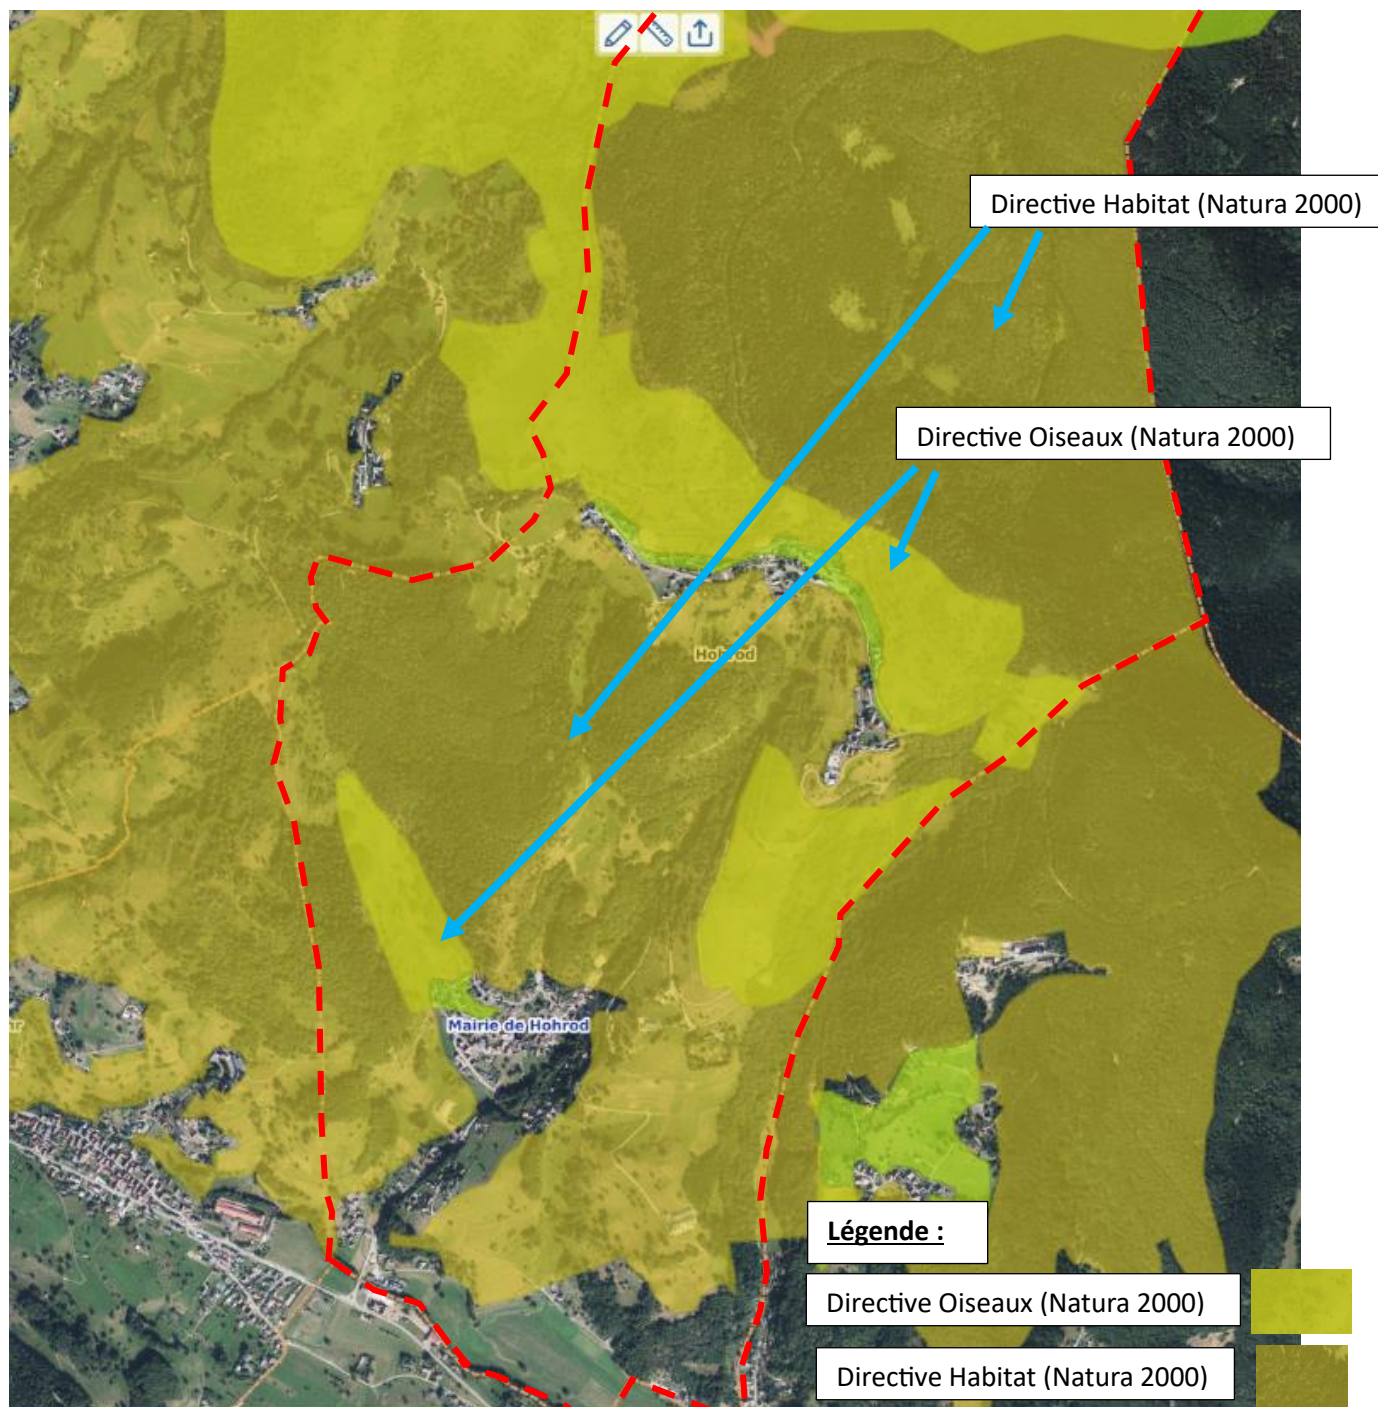 Directive Habitat (Natura 2000)
Directive Oiseaux (Natura 2000)
Hohrod
Mairie de Hohrod
Légende :
Directive Oiseaux (Natura 2000)
Directive Habitat (Natura 2000)